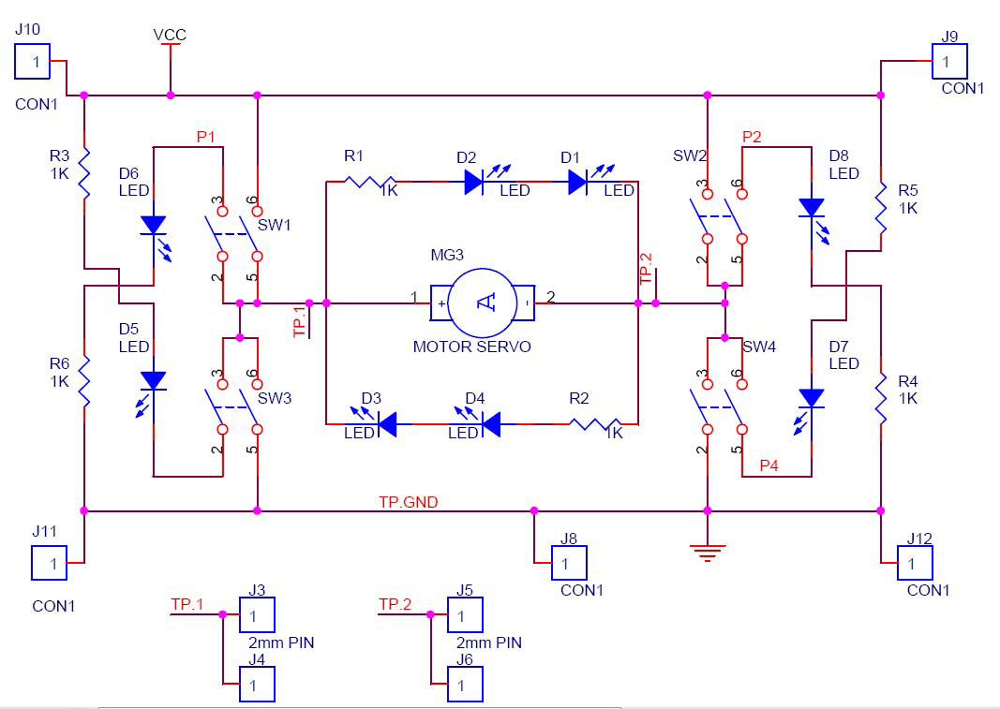 J10
VCC
J9
1
1
CON1
CON1
P1
P2
R3
1K
D6
LED
R1
1K
D2
LED
D1
LED
SW2
D8
LED
R5
1K
3
6
SW1
2
5
3
6
2
5
MG3
TP.2
1
+
A
-
2
TP.1
MOTOR SERVO
D5
LED
R6
1K
3
6
SW3
2
5
D3
LED
D4
LED
R2
1K
SW4
3
6
2
5
D7
LED
R4
1K
P4
TP.GND
J11
1
CON1
J8
1
CON1
J12
1
CON1
TP.1
J3
1
2mm PIN
J4
1
TP.2
J5
1
2mm PIN
J6
1